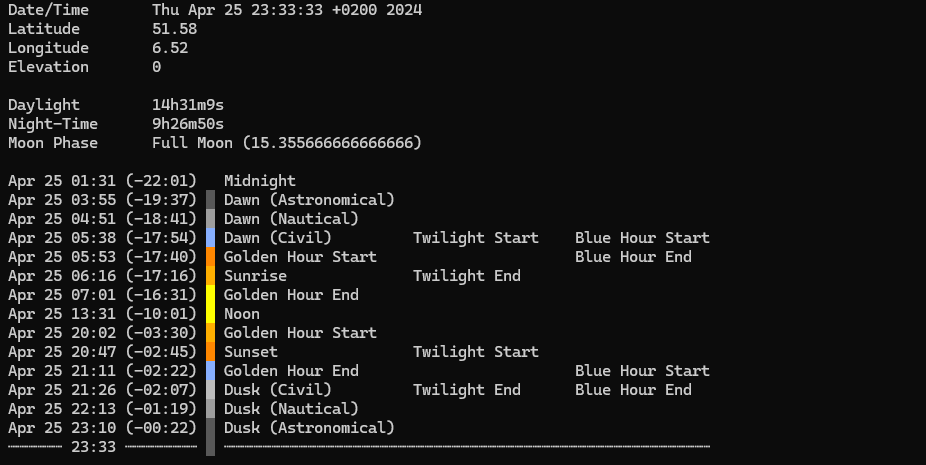 Date/Time       Thu Apr 25 23:33:33 +0200 2024
Latitude        51.58
Longitude       6.52
Elevation       0
Daylight        14h31m9s
Night-Time      9h26m50s
Moon Phase      Full Moon (15.355666666666666)
Apr 25 01:31 (-22:01)   Midnight
Apr 25 03:55 (-19:37)   Dawn (Astronomical)
Apr 25 04:51 (-18:41)   Dawn (Nautical)
Apr 25 05:38 (-17:54)   Dawn (Civil)         Twilight Start    Blue Hour Start
Apr 25 05:53 (-17:40)   Golden Hour Start                      Blue Hour End
Apr 25 06:16 (-17:16)   Sunrise              Twilight End
Apr 25 07:01 (-16:31)   Golden Hour End
Apr 25 13:31 (-10:01)   Noon
Apr 25 20:02 (-03:30)   Golden Hour Start
Apr 25 20:47 (-02:45)   Sunset               Twilight Start
Apr 25 21:11 (-02:22)   Golden Hour End                        Blue Hour Start
Apr 25 21:26 (-02:07)   Dusk (Civil)         Twilight End      Blue Hour End
Apr 25 22:13 (-01:19)   Dusk (Nautical)
Apr 25 23:10 (-00:22)   Dusk (Astronomical)
23:33